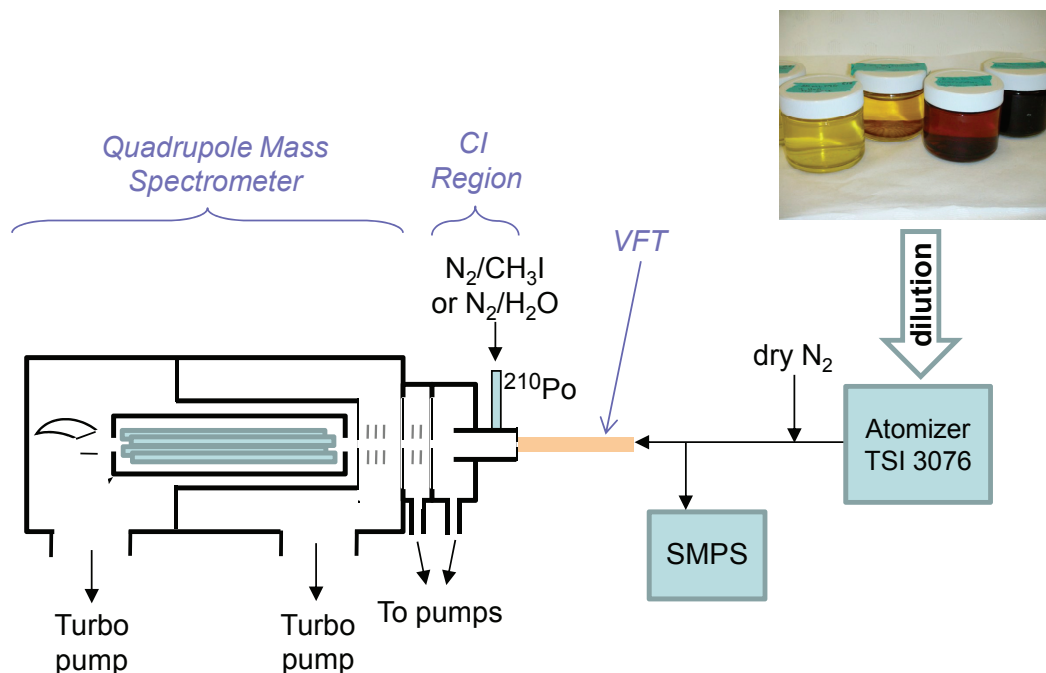 Quadrupole Mass
Spectrometer
CI
Region
VFT
N₂/CH₃I
or N₂/H₂O
²¹⁰Po
dilution
dry N₂
Atomizer
TSI 3076
SMPS
To pumps
Turbo
pump
Turbo
pump